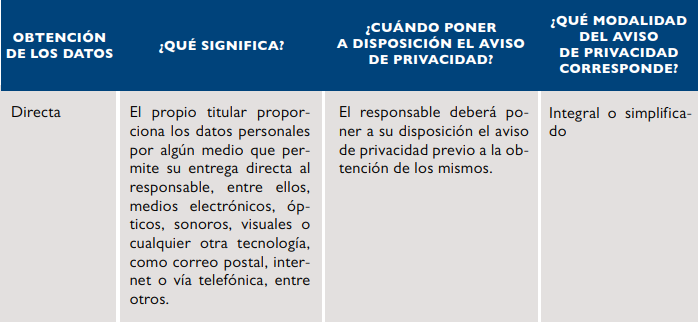 OBTENCIÓN
DE LOS DATOS
¿QUÉ SIGNIFICA?
¿CUÁNDO PONER
A DISPOSICIÓN EL AVISO
DE PRIVACIDAD?
¿QUÉ MODALIDAD
DEL AVISO
DE PRIVACIDAD
CORRESPONDE?
Directa
El propio titular propor-
ciona los datos personales
por algún medio que per-
mite su entrega directa al
responsable, entre ellos,
medios electrónicos, óp-
ticos, sonoros, visuales o
cualquier otra tecnología,
como correo postal, inter-
net o vía telefónica, entre
otros.
El responsable deberá po-
ner a su disposición el aviso
de privacidad previo a la ob-
tención de los mismos.
Integral o simplifica-
do